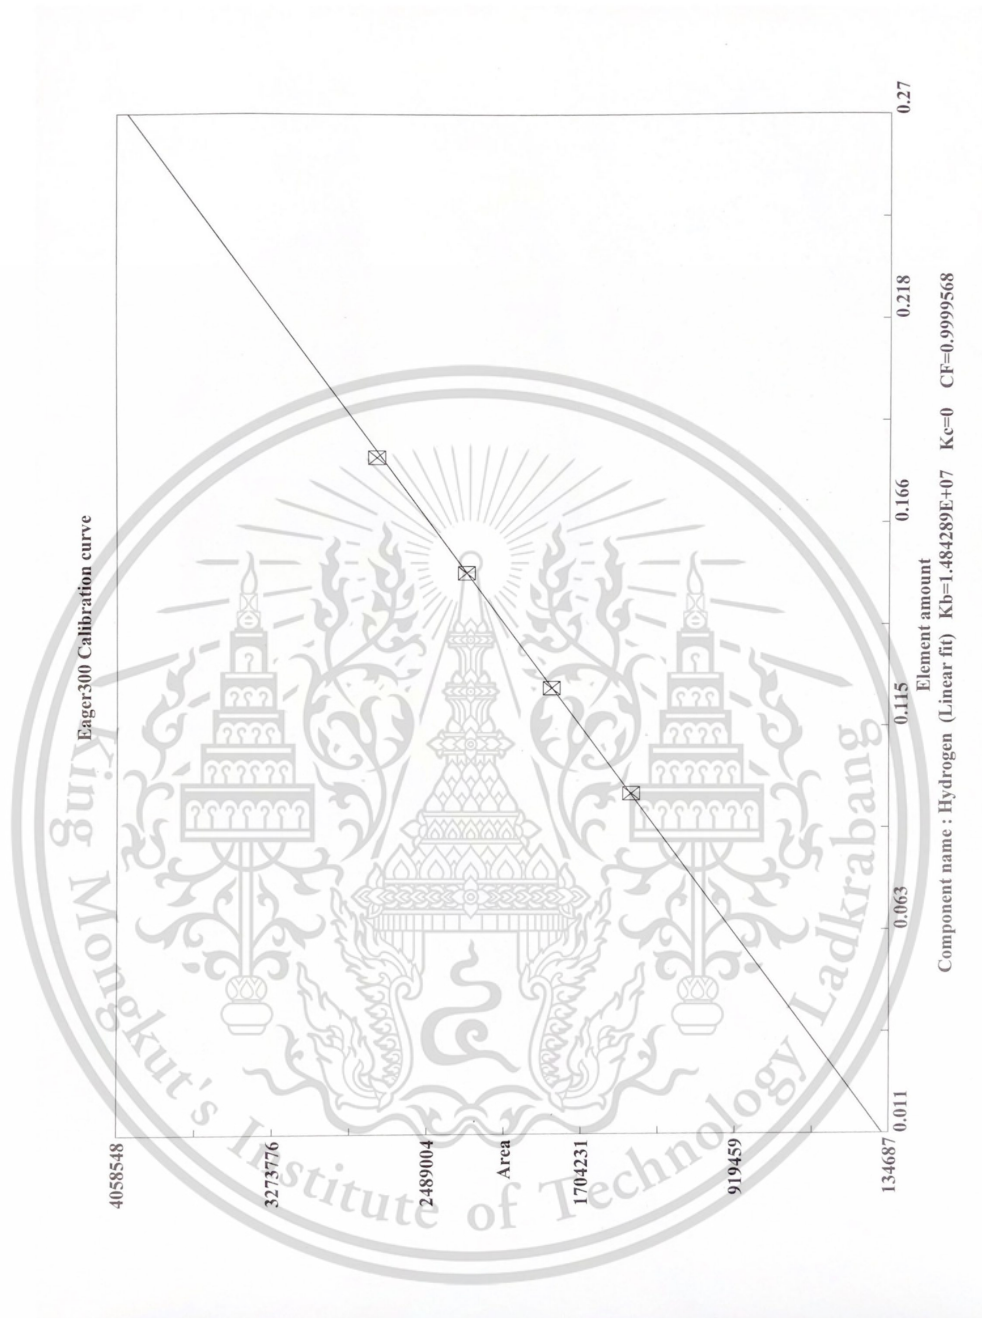 Eager300 Calibration curve
4058548
3273776
2489004
Area
1704231
919459
134687
0.011
0.063
0.115
0.166
0.218
0.27
Element amount
Component name : Hydrogen (Linear fit) Kb=1.484289E+07 Kc=0 CF=0.9999568
King Mongkut's Institute of Technology Ladkrabang